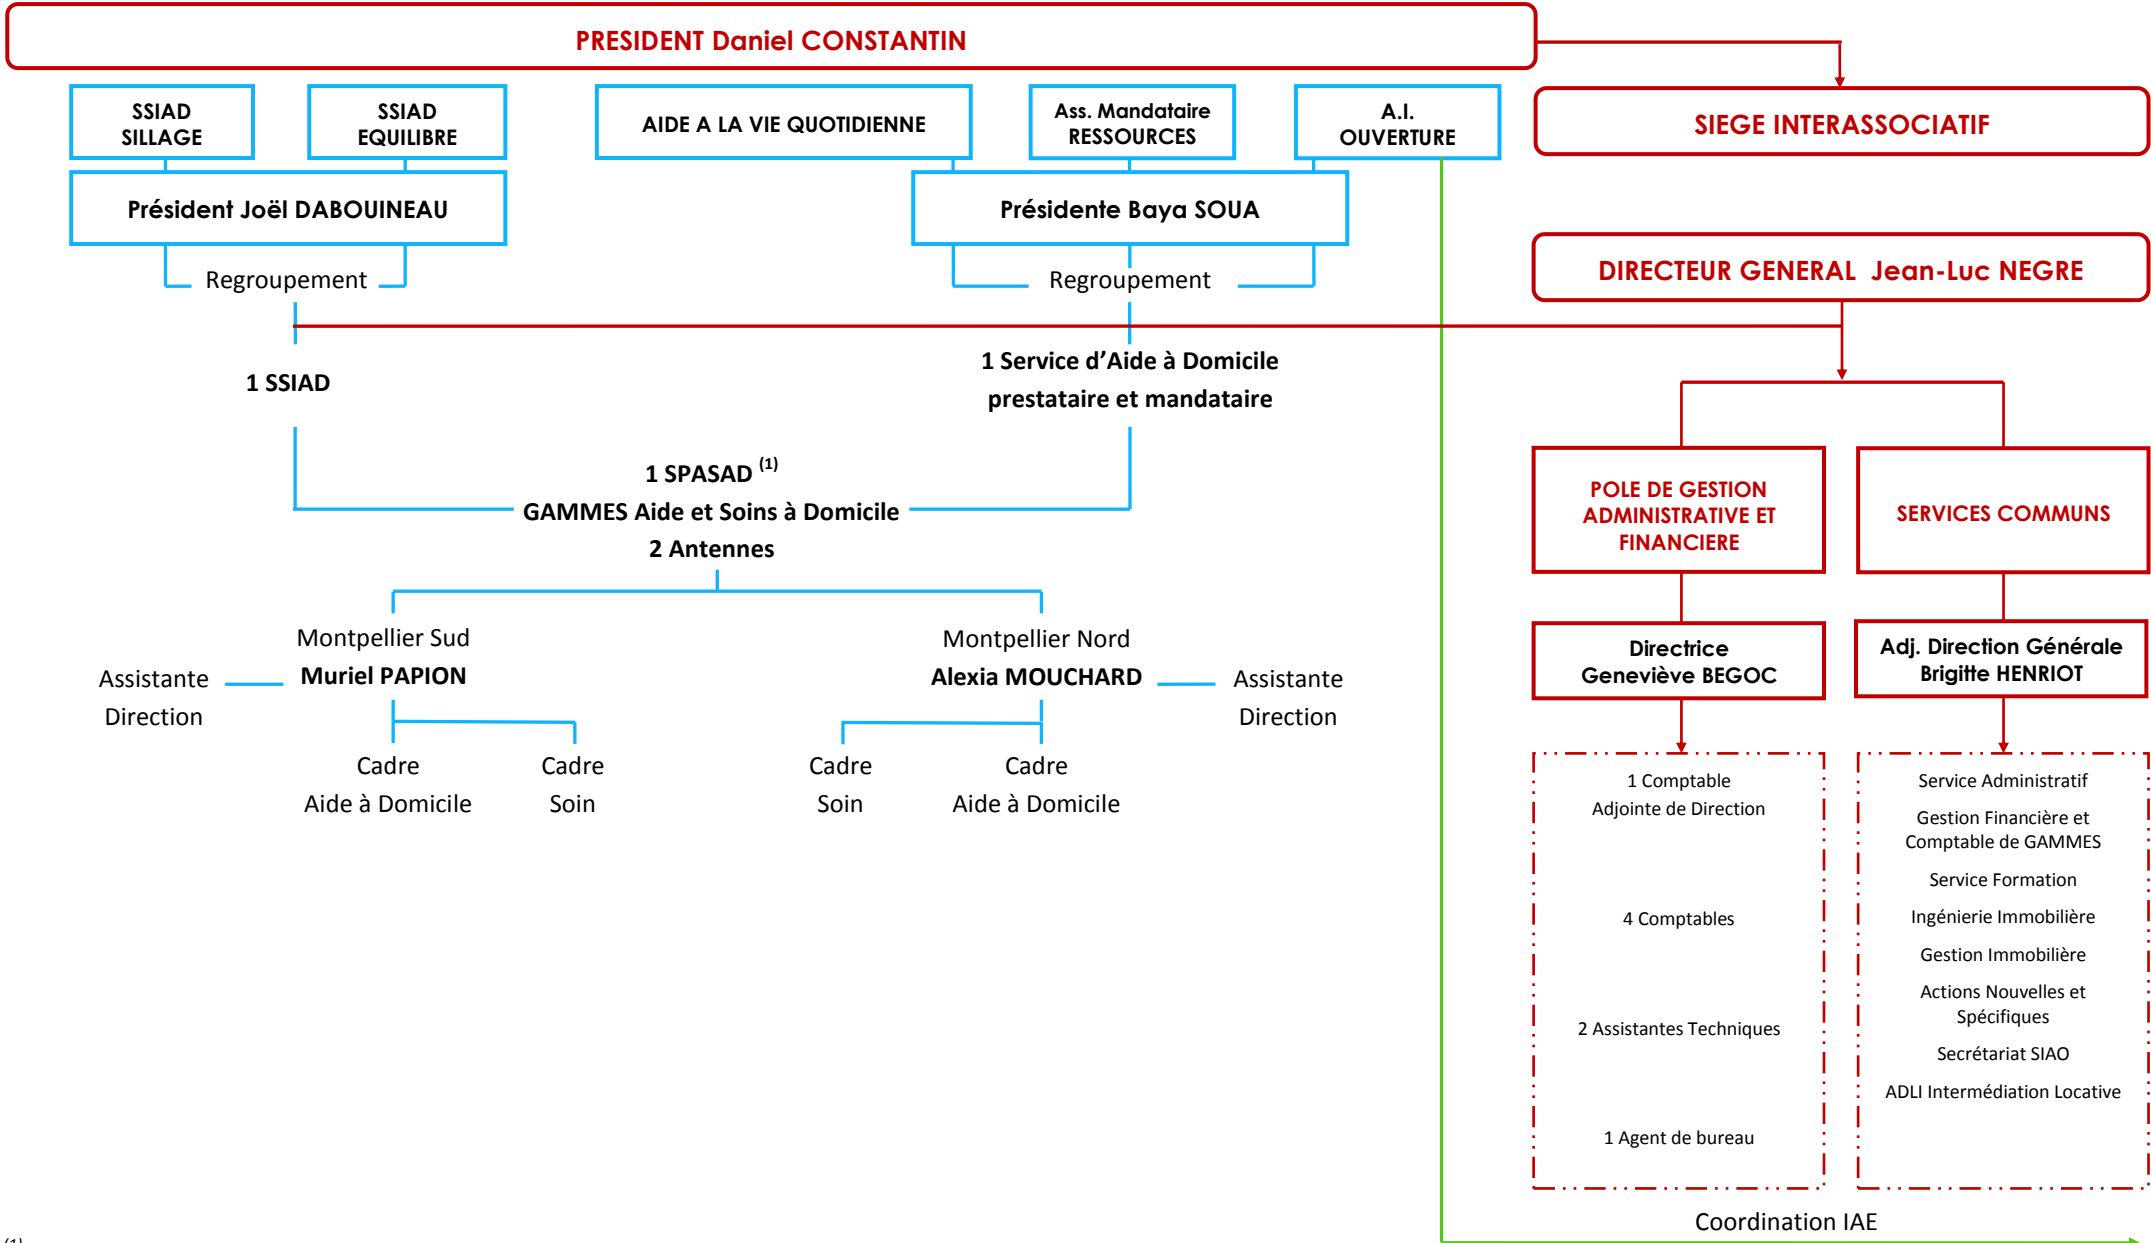 PRESIDENT Daniel CONSTANTIN
SSIAD
SILLAGE
SSIAD
EQUILIBRE
AIDE A LA VIE QUOTIDIENNE
Ass. Mandataire
RESSOURCES
A.I.
OUVERTURE
SIEGE INTERASSOCIATIF
Président Joël DABOUINEAU
Présidente Baya SOUA
Regroupement
Regroupement
DIRECTEUR GENERAL Jean-Luc NEGRE
1 SSIAD
1 Service d'Aide à Domicile
prestataire et mandataire
1 SPASAD (1)
GAMMES Aide et Soins à Domicile
2 Antennes
POLE DE GESTION
ADMINISTRATIVE ET
FINANCIERE
SERVICES COMMUNS
Montpellier Sud
Muriel PAPION
Assistante
Direction
Montpellier Nord
Alexia MOUCHARD
Assistante
Direction
Directrice
Geneviève BEGOC
Adj. Direction Générale
Brigitte HENRIOT
Cadre
Aide à Domicile
Cadre
Soin
Cadre
Soin
Cadre
Aide à Domicile
1 Comptable
Adjointe de Direction
4 Comptables
2 Assistantes Techniques
1 Agent de bureau
Service Administratif
Gestion Financière et
Comptable de GAMMES
Service Formation
Ingénierie Immobilière
Gestion Immobilière
Actions Nouvelles et
Spécifiques
Secrétariat SIAO
ADLI Intermédiation Locative
Coordination IAE
(1)